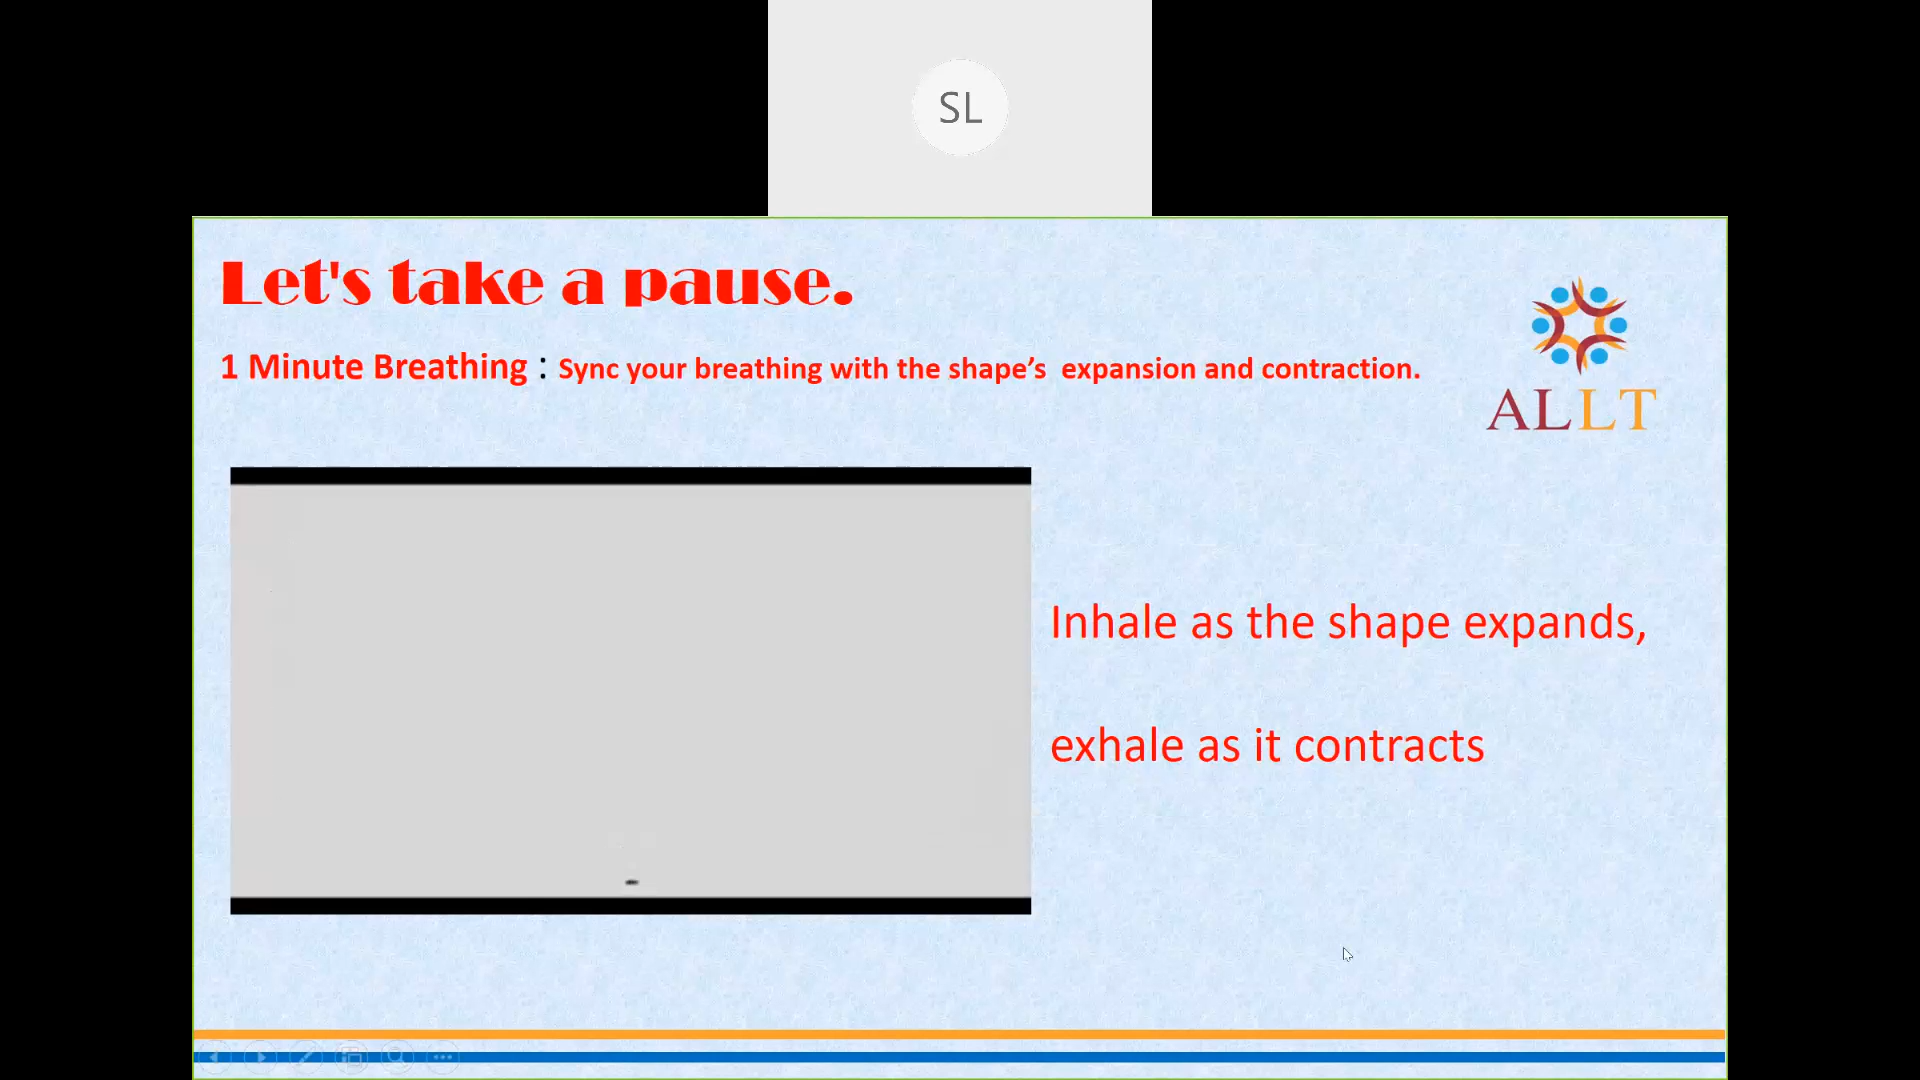 SL
Let's take a pause.
1 Minute Breathing : Sync your breathing with the shape’s expansion and contraction.
ALLT
Inhale as the shape expands,
exhale as it contracts